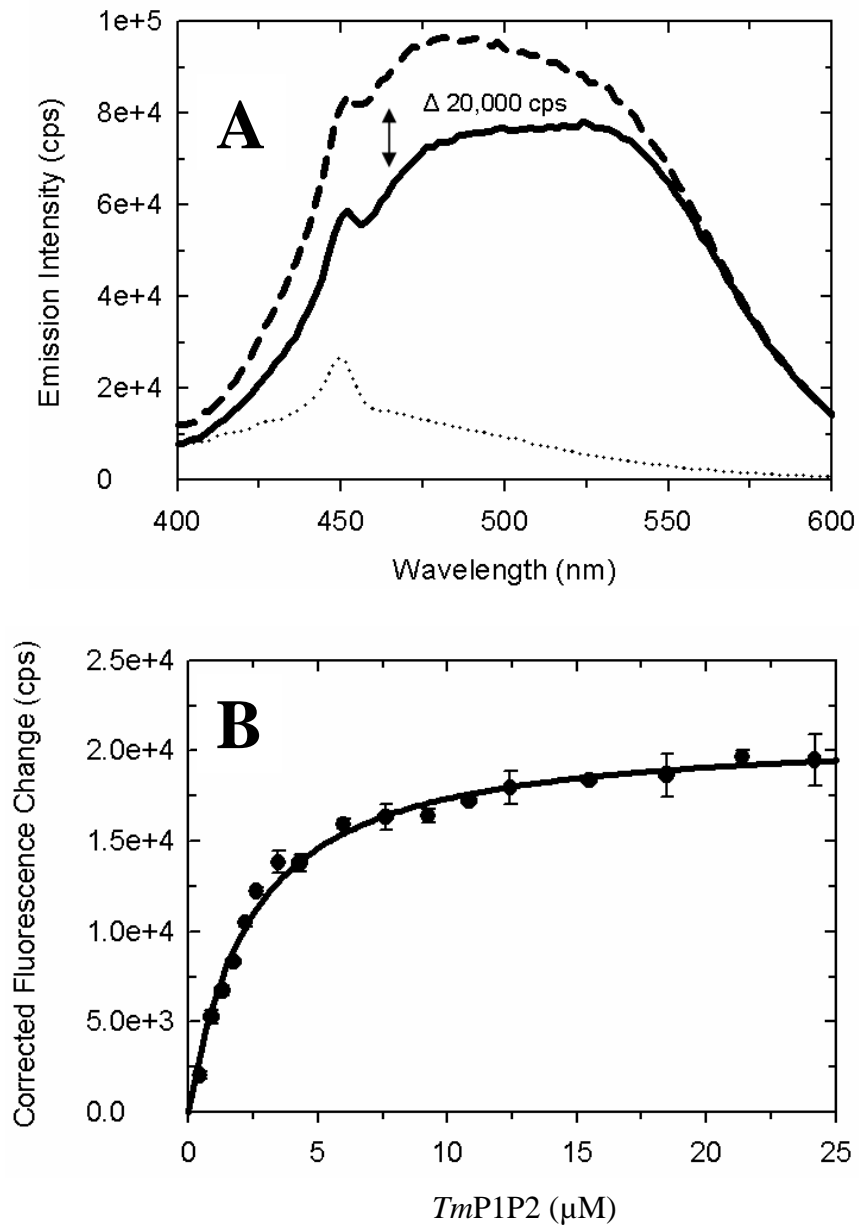 1e+5
8e+4
6e+4
4e+4
2e+4
0
Emission Intensity (cps)
A
Δ 20,000 cps
400
450
500
550
600
Wavelength (nm)
2.5e+4
2.0e+4
1.5e+4
1.0e+4
5.0e+3
0.0
Corrected Fluorescence Change (cps)
B
0
5
10
15
20
25
TmP1P2 (µM)